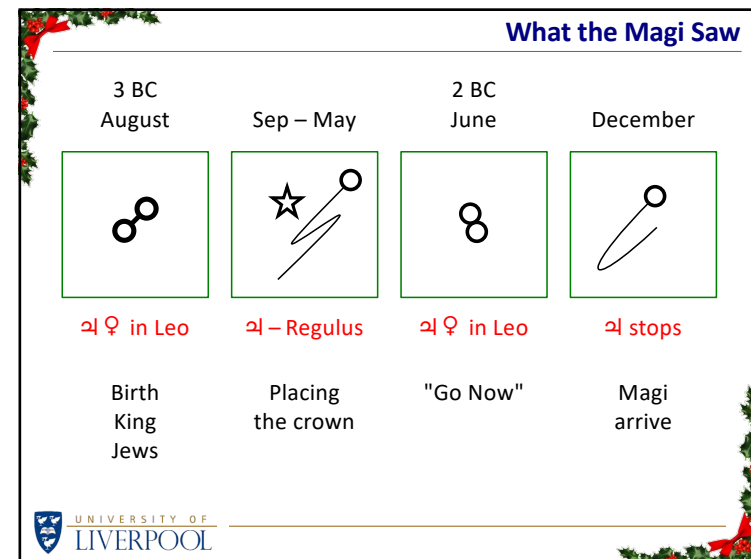 What the Magi Saw
3 BC
August
Sep – May
2 BC
June
December
♃♀ in Leo
♃ – Regulus
♃♀ in Leo
♃ stops
Birth
King
Jews
Placing
the crown
"Go Now"
Magi
arrive
UNIVERSITY OF
LIVERPOOL